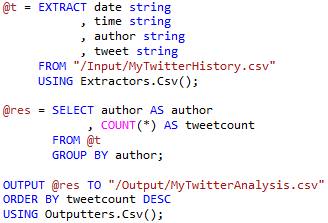 @t = EXTRACT date string
, time string
, author string
, tweet string
FROM "/Input/MyTwitterHistory.csv"
USING Extractors.Csv();
@res = SELECT author AS author
, COUNT(*) AS tweetcount
FROM @t
GROUP BY author;
OUTPUT @res TO "/Output/MyTwitterAnalysis.csv"
ORDER BY tweetcount DESC
USING Outputters.Csv();